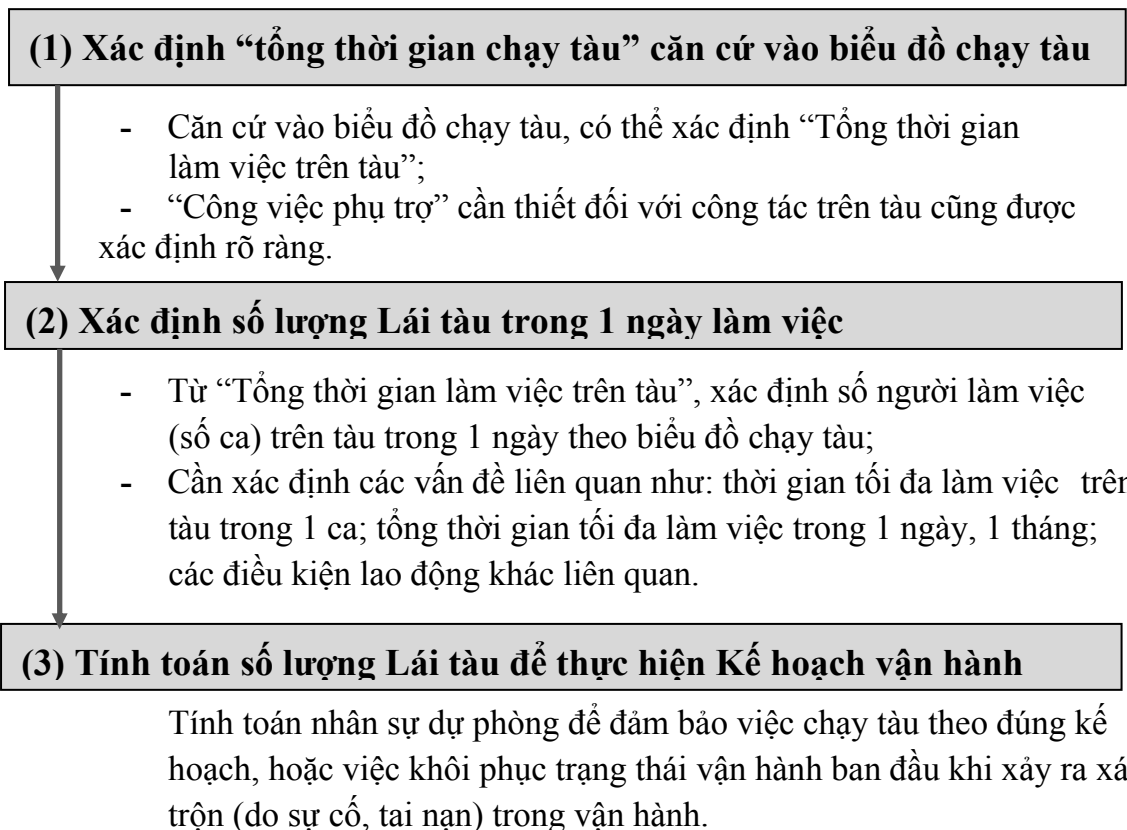 (1) Xác định “tổng thời gian chạy tàu” căn cứ vào biểu đồ chạy tàu
- Căn cứ vào biểu đồ chạy tàu, có thể xác định “Tổng thời gian
làm việc trên tàu”;
- “Công việc phụ trợ” cần thiết đối với công tác trên tàu cũng được
xác định rõ ràng.
(2) Xác định số lượng Lái tàu trong 1 ngày làm việc
- Từ “Tổng thời gian làm việc trên tàu”, xác định số người làm việc
(số ca) trên tàu trong 1 ngày theo biểu đồ chạy tàu;
- Cần xác định các vấn đề liên quan như: thời gian tối đa làm việc trên
tàu trong 1 ca; tổng thời gian tối đa làm việc trong 1 ngày, 1 tháng;
các điều kiện lao động khác liên quan.
(3) Tính toán số lượng Lái tàu để thực hiện Kế hoạch vận hành
Tính toán nhân sự dự phòng để đảm bảo việc chạy tàu theo đúng kế
hoạch, hoặc việc khôi phục trạng thái vận hành ban đầu khi xảy ra xá
trộn (do sự cố, tai nạn) trong vận hành.